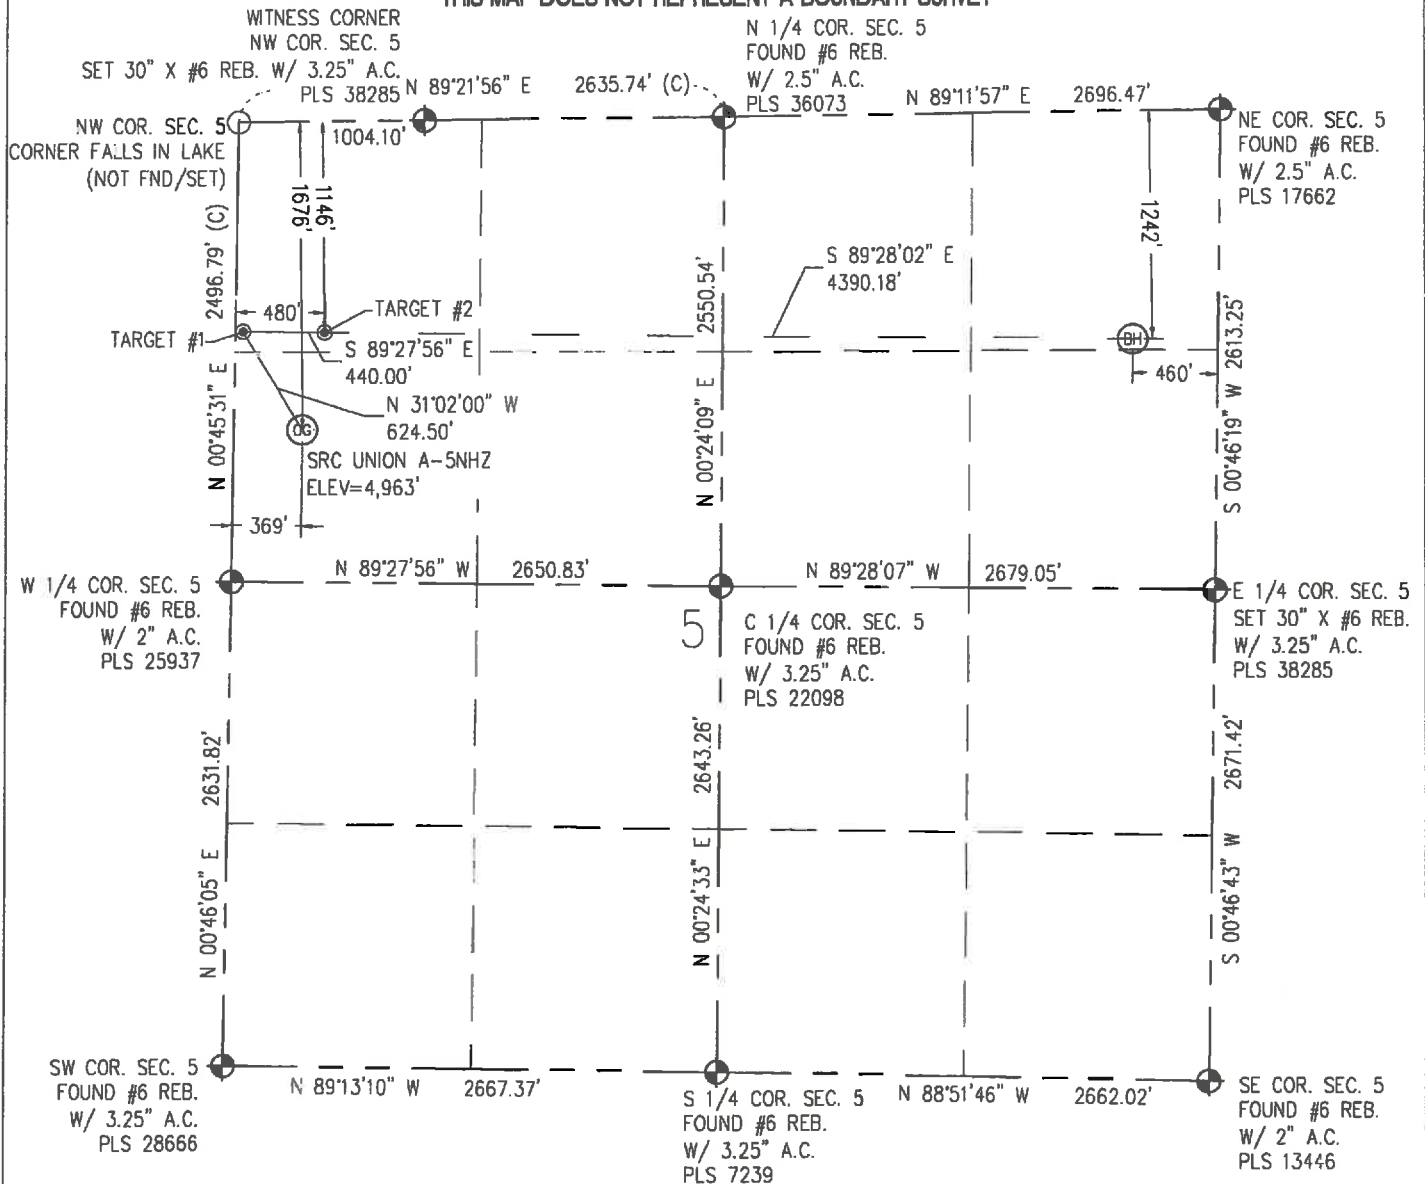 THIS MAP DOES NOT REPRESENT A BOUNDARY SURVEY
WITNESS CORNER
NW COR. SEC. 5
SET 30" X #6 REB. W/ 3.25" A.C.
PLS 38285
N 89°21'56" E
2635.74' (C)
N 1/4 COR. SEC. 5
FOUND #6 REB.
W/ 2.5" A.C.
PLS 36073
N 89°11'57" E
2696.47'
NE COR. SEC. 5
FOUND #6 REB.
W/ 2.5" A.C.
PLS 17662
NW COR. SEC. 5
CORNER FALLS IN LAKE
(NOT FND/SET)
1004.10'
1676'
1146'
1242'
N 00°45'31" E
2496.79' (C)
480'
TARGET #2
TARGET #1
S 89°27'56" E
440.00'
N 31°02'00" W
624.50'
OG
SRC UNION A-5NHZ
ELEV=4,963'
369'
N 00°24'09" E
2550.54'
S 89°28'02" E
4390.18'
BH
460'
S 00°46'19" W
2613.25'
W 1/4 COR. SEC. 5
FOUND #6 REB.
W/ 2" A.C.
PLS 25937
N 89°27'56" W
2650.83'
N 89°28'07" W
2679.05'
5
C 1/4 COR. SEC. 5
FOUND #6 REB.
W/ 3.25" A.C.
PLS 22098
E 1/4 COR. SEC. 5
SET 30" X #6 REB.
W/ 3.25" A.C.
PLS 38285
N 00°46'05" E
2631.82'
N 00°24'33" E
2643.26'
S 00°46'43" W
2671.42'
SW COR. SEC. 5
FOUND #6 REB.
W/ 3.25" A.C.
PLS 28666
N 89°13'10" W
2667.37'
S 1/4 COR. SEC. 5
FOUND #6 REB.
W/ 3.25" A.C.
PLS 7239
N 88°51'46" W
2662.02'
SE COR. SEC. 5
FOUND #6 REB.
W/ 2" A.C.
PLS 13446